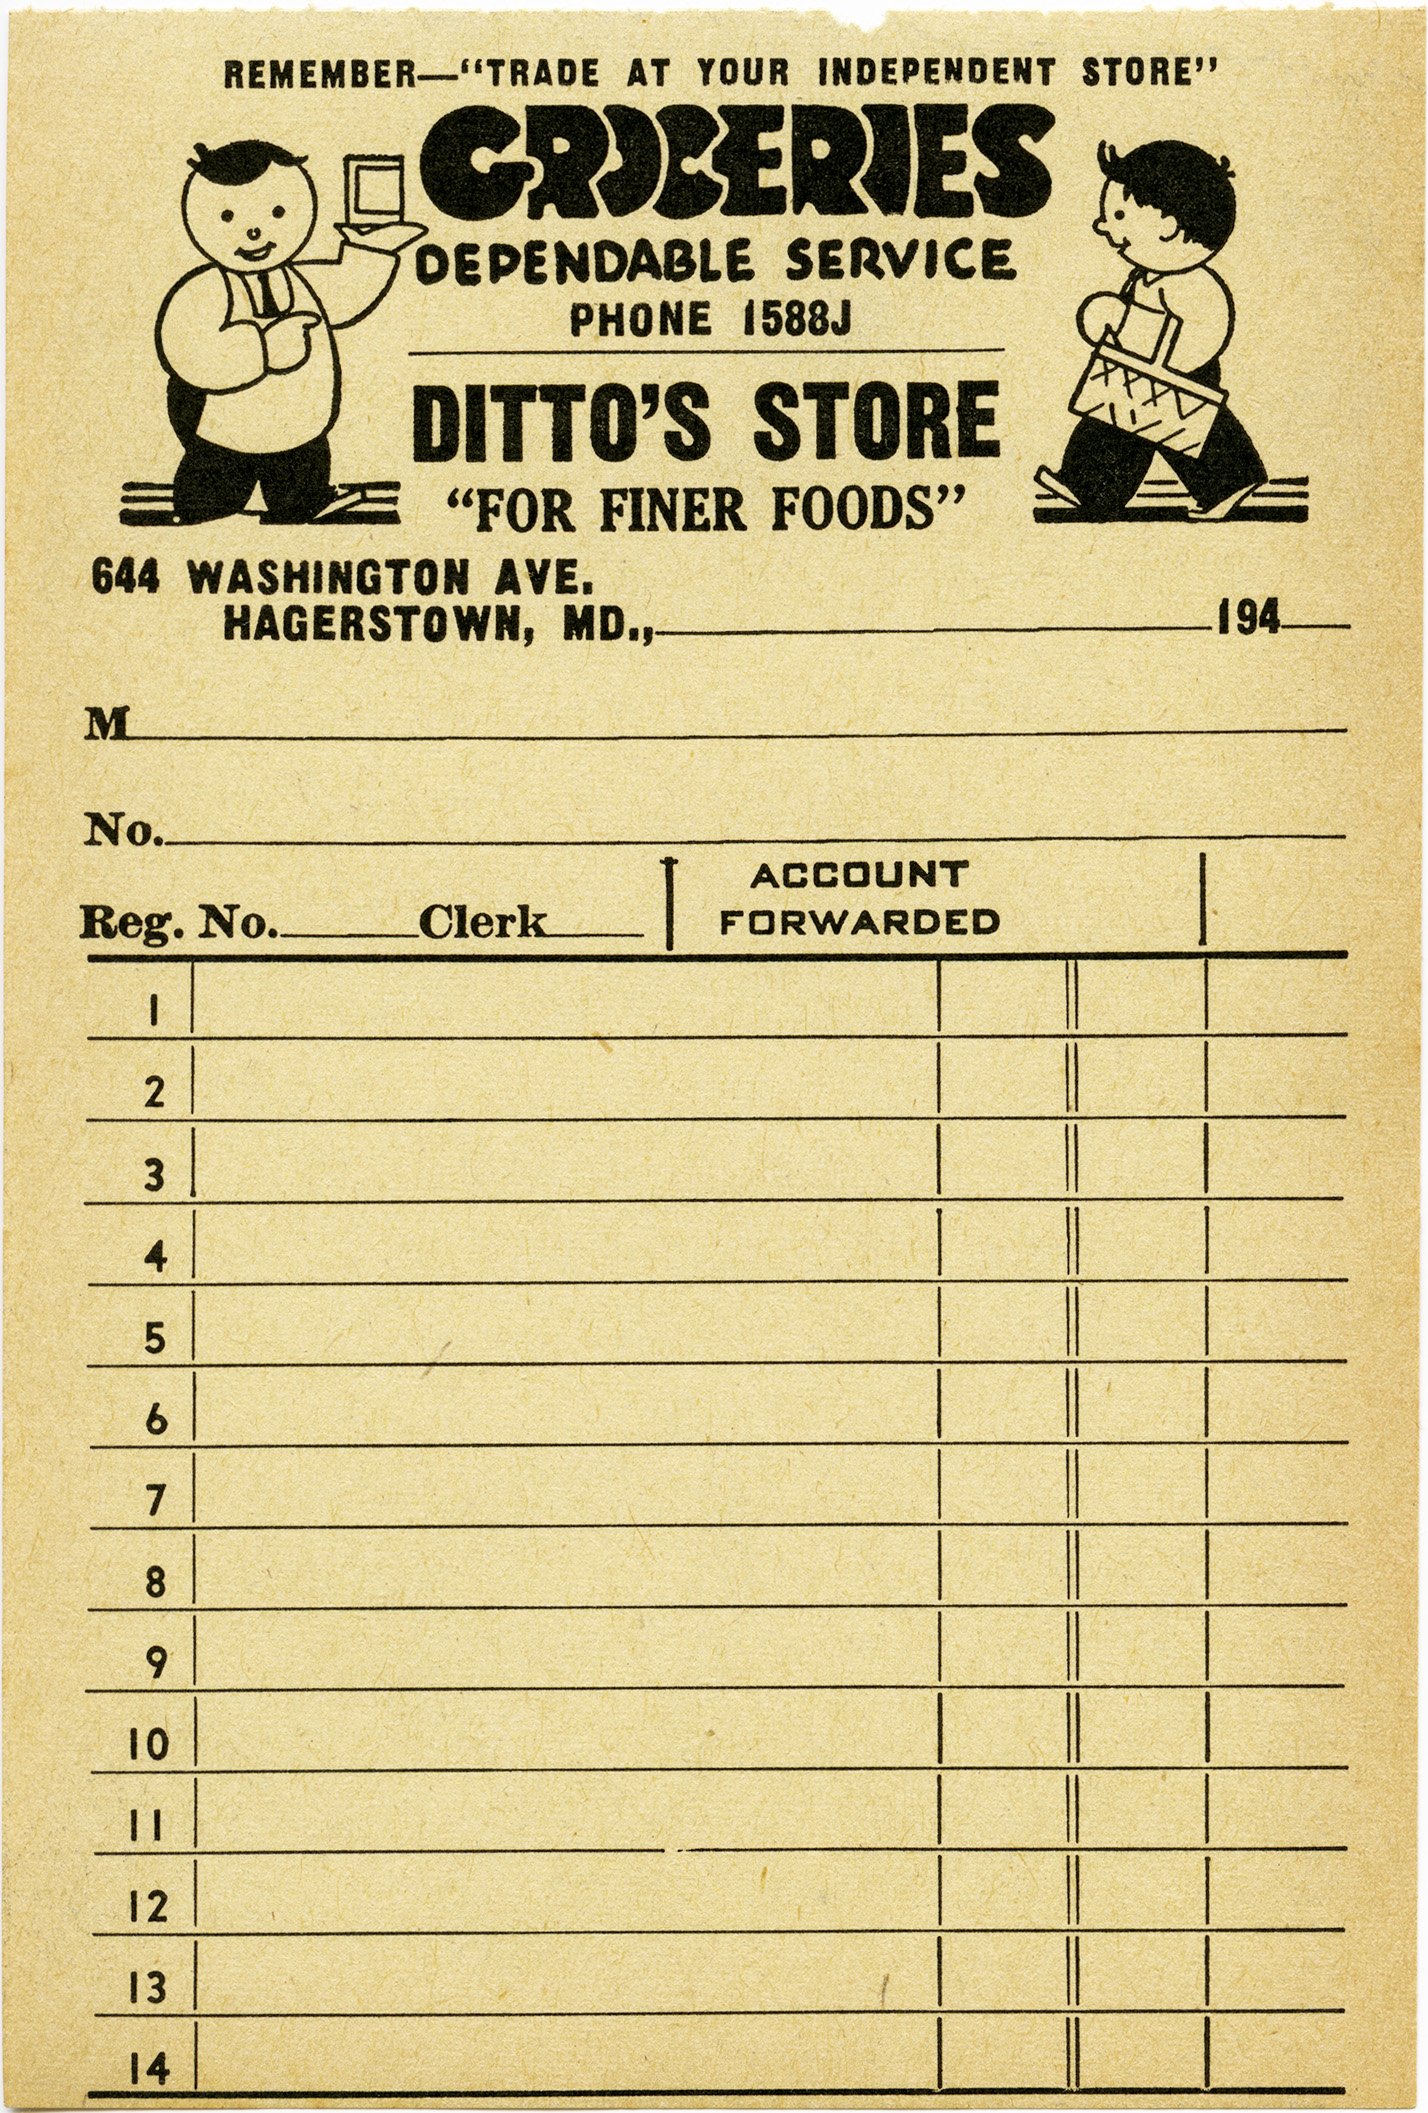 REMEMBER—"TRADE AT YOUR INDEPENDENT STORE"
GROCERIES
DEPENDABLE SERVICE
PHONE 1588J
DITTO'S STORE
"FOR FINER FOODS"
644 WASHINGTON AVE.
HAGERSTOWN, MD., 194
M
No.
ACCOUNT
FORWARDED
Reg. No. Clerk
1
2
3
4
5
6
7
8
9
10
11
12
13
14